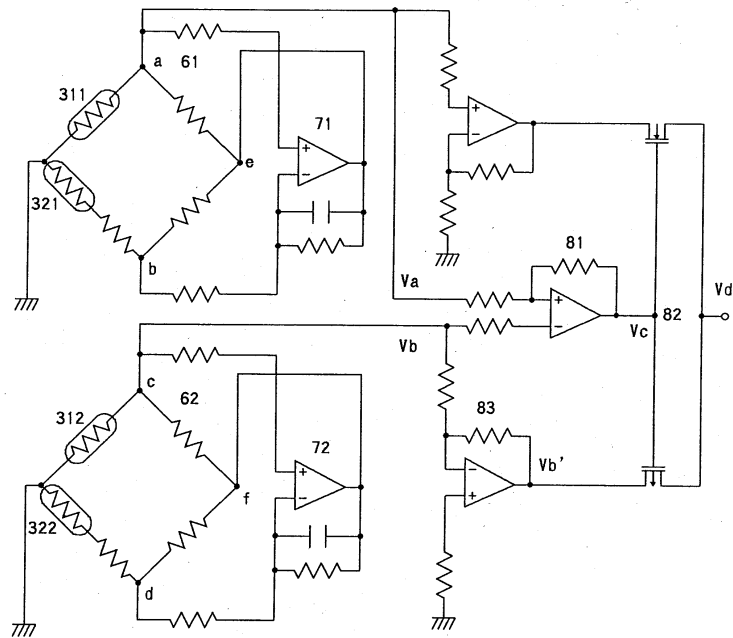 a
61
311
71
+
−
e
321
b
+
−
81
Va
+
−
Vc
82
Vd
Vb
c
62
312
72
+
−
f
322
d
83
−
+
Vb'